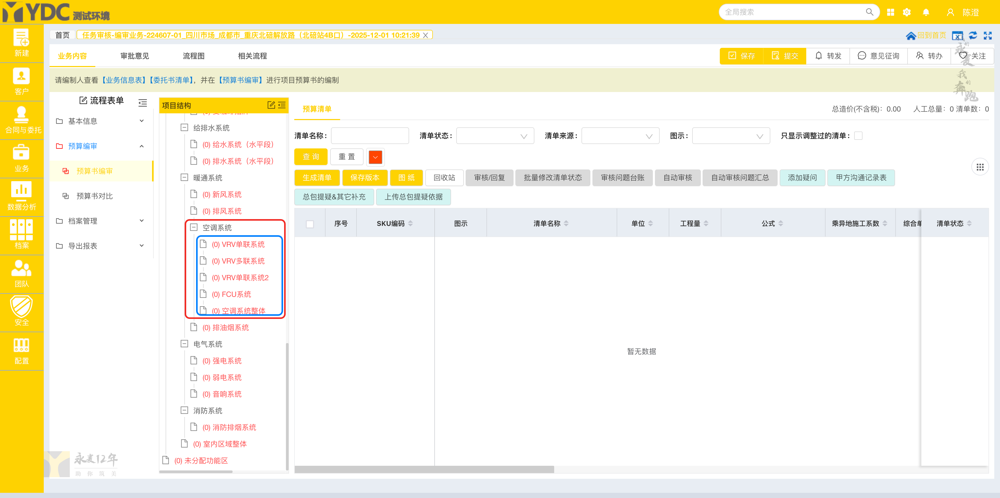 YDC 测试环境
全局搜索
陈澄
首页
任务审核-编审业务-224607-01_四川市场_成都市_重庆北碚解放路（北碚站4B口）-2025-12-01 10:21:39
回到首页
新建
客户
合同与委托
业务
数据分析
档案
团队
安全
配置
业务内容
审批意见
流程图
相关流程
保存
提交
转发
意见征询
转办
关注
永麦的
我的
奔跑
请编制人查看【业务信息表】【委托书清单】，并在【预算书编审】进行项目预算书的编制
流程表单
基本信息
预算编审
预算书编审
预算书对比
档案管理
导出报表
项目结构
给排水系统
(0) 给水系统（水平段）
(0) 排水系统（水平段）
暖通系统
(0) 新风系统
(0) 排风系统
空调系统
(0) VRV单联系统
(0) VRV多联系统
(0) VRV单联系统2
(0) FCU系统
(0) 空调系统整体
(0) 排油烟系统
电气系统
(0) 强电系统
(0) 弱电系统
(0) 音响系统
消防系统
(0) 消防排烟系统
(0) 室内区域整体
(0) 未分配功能区
预算清单
总造价(不含税)：0.00 人工总量：0 清单数：0
清单名称：
清单状态：
清单来源：
图示：
只显示调整过的清单：
查 询
重 置
生成清单
保存版本
图 纸
回收站
审核/回复
批量修改清单状态
审核问题台账
自动审核
自动审核问题汇总
添加疑问
甲方沟通记录表
总包提疑&其它补充
上传总包提疑依据
序号
SKU编码
图示
清单名称
单位
工程量
公式
乘异地施工系数
综合单
清单状态
暂无数据
永麦12年
助 你 筑 美